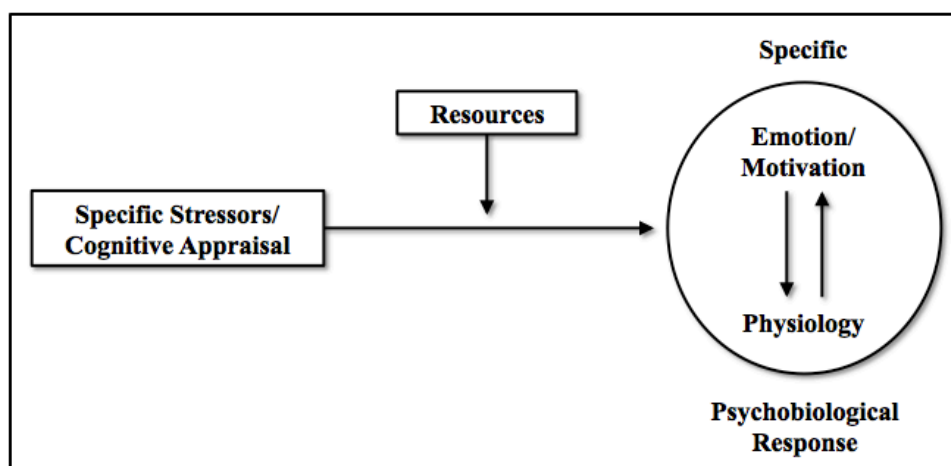 Specific
Resources
Emotion/
Motivation
Specific Stressors/
Cognitive Appraisal
Physiology
Psychobiological
Response